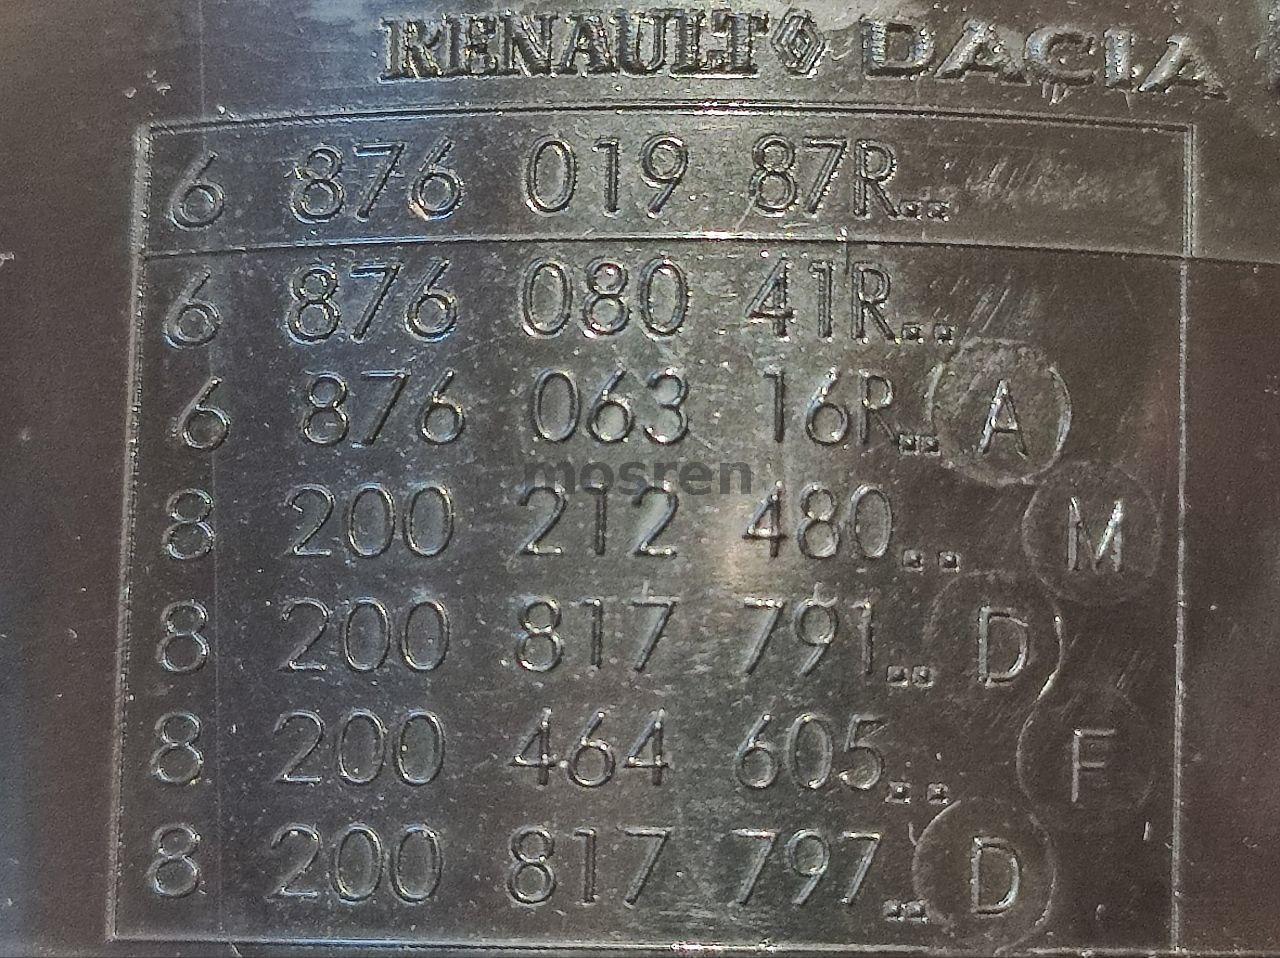 RENAULT DACIA
6 876 019 87R..
6 876 080 41R..
6 876 063 16R.. A
mosren
8 200 212 480.. M
8 200 817 791.. D
8 200 464 605.. F
8 200 817 797.. D